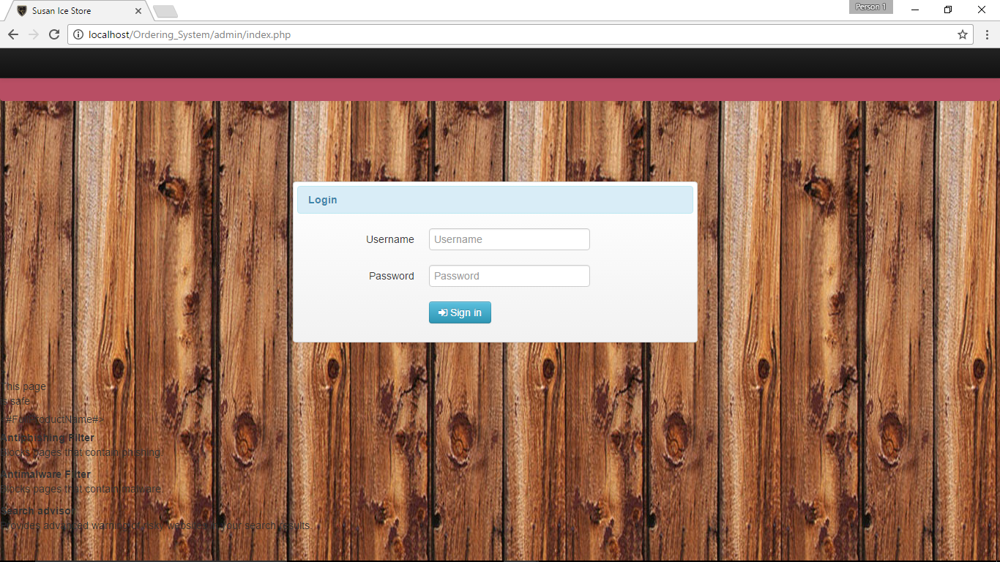 Susan Ice Store
Person 1
localhost/Ordering_System/admin/index.php
Login
Username
Username
Password
Password
Sign in
This page
is safe
<#FullProductName#>
Antiphishing Filter
Blocks pages that contain phishing.
Antimalware Filter
Blocks pages that contain malware.
Search advisor
Provides advanced warning of risky websites in your search results.